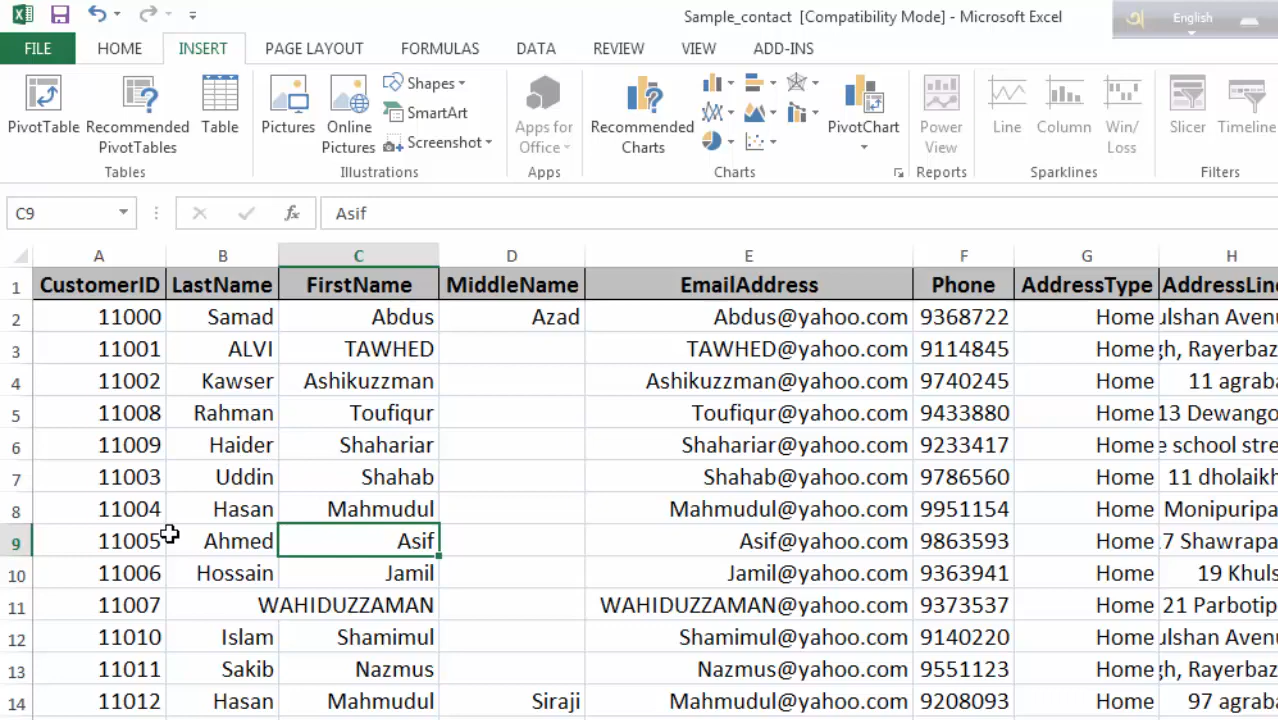 Sample_contact [Compatibility Mode] - Microsoft Excel
English
FILE HOME INSERT PAGE LAYOUT FORMULAS DATA REVIEW VIEW ADD-INS
PivotTable Recommended PivotTables Table
Tables
Pictures Online Pictures Shapes SmartArt Screenshot
Illustrations
Apps for Office
Apps
Recommended Charts PivotChart
Charts
Power View
Reports
Line Column Win/Loss
Sparklines
Slicer Timeline
Filters
C9 fx Asif
A B C D E F G H
1 CustomerID LastName FirstName MiddleName EmailAddress Phone AddressType AddressLin
2 11000 Samad Abdus Azad Abdus@yahoo.com 9368722 Home ulshan Avenu
3 11001 ALVI TAWHED TAWHED@yahoo.com 9114845 Home gh, Rayerbaz
4 11002 Kawser Ashikuzzman Ashikuzzman@yahoo.com 9740245 Home 11 agraba
5 11008 Rahman Toufiqur Toufiqur@yahoo.com 9433880 Home 13 Dewango
6 11009 Haider Shahariar Shahariar@yahoo.com 9233417 Home e school stre
7 11003 Uddin Shahab Shahab@yahoo.com 9786560 Home 11 dholaikh
8 11004 Hasan Mahmudul Mahmudul@yahoo.com 9951154 Home Monipuripa
9 11005 Ahmed Asif Asif@yahoo.com 9863593 Home 7 Shawrapa
10 11006 Hossain Jamil Jamil@yahoo.com 9363941 Home 19 Khuls
11 11007 WAHIDUZZAMAN WAHIDUZZAMAN@yahoo.com 9373537 Home 21 Parbotip
12 11010 Islam Shamimul Shamimul@yahoo.com 9140220 Home ulshan Avenu
13 11011 Sakib Nazmus Nazmus@yahoo.com 9551123 Home gh, Rayerbaz
14 11012 Hasan Mahmudul Siraji Mahmudul@yahoo.com 9208093 Home 97 agraba